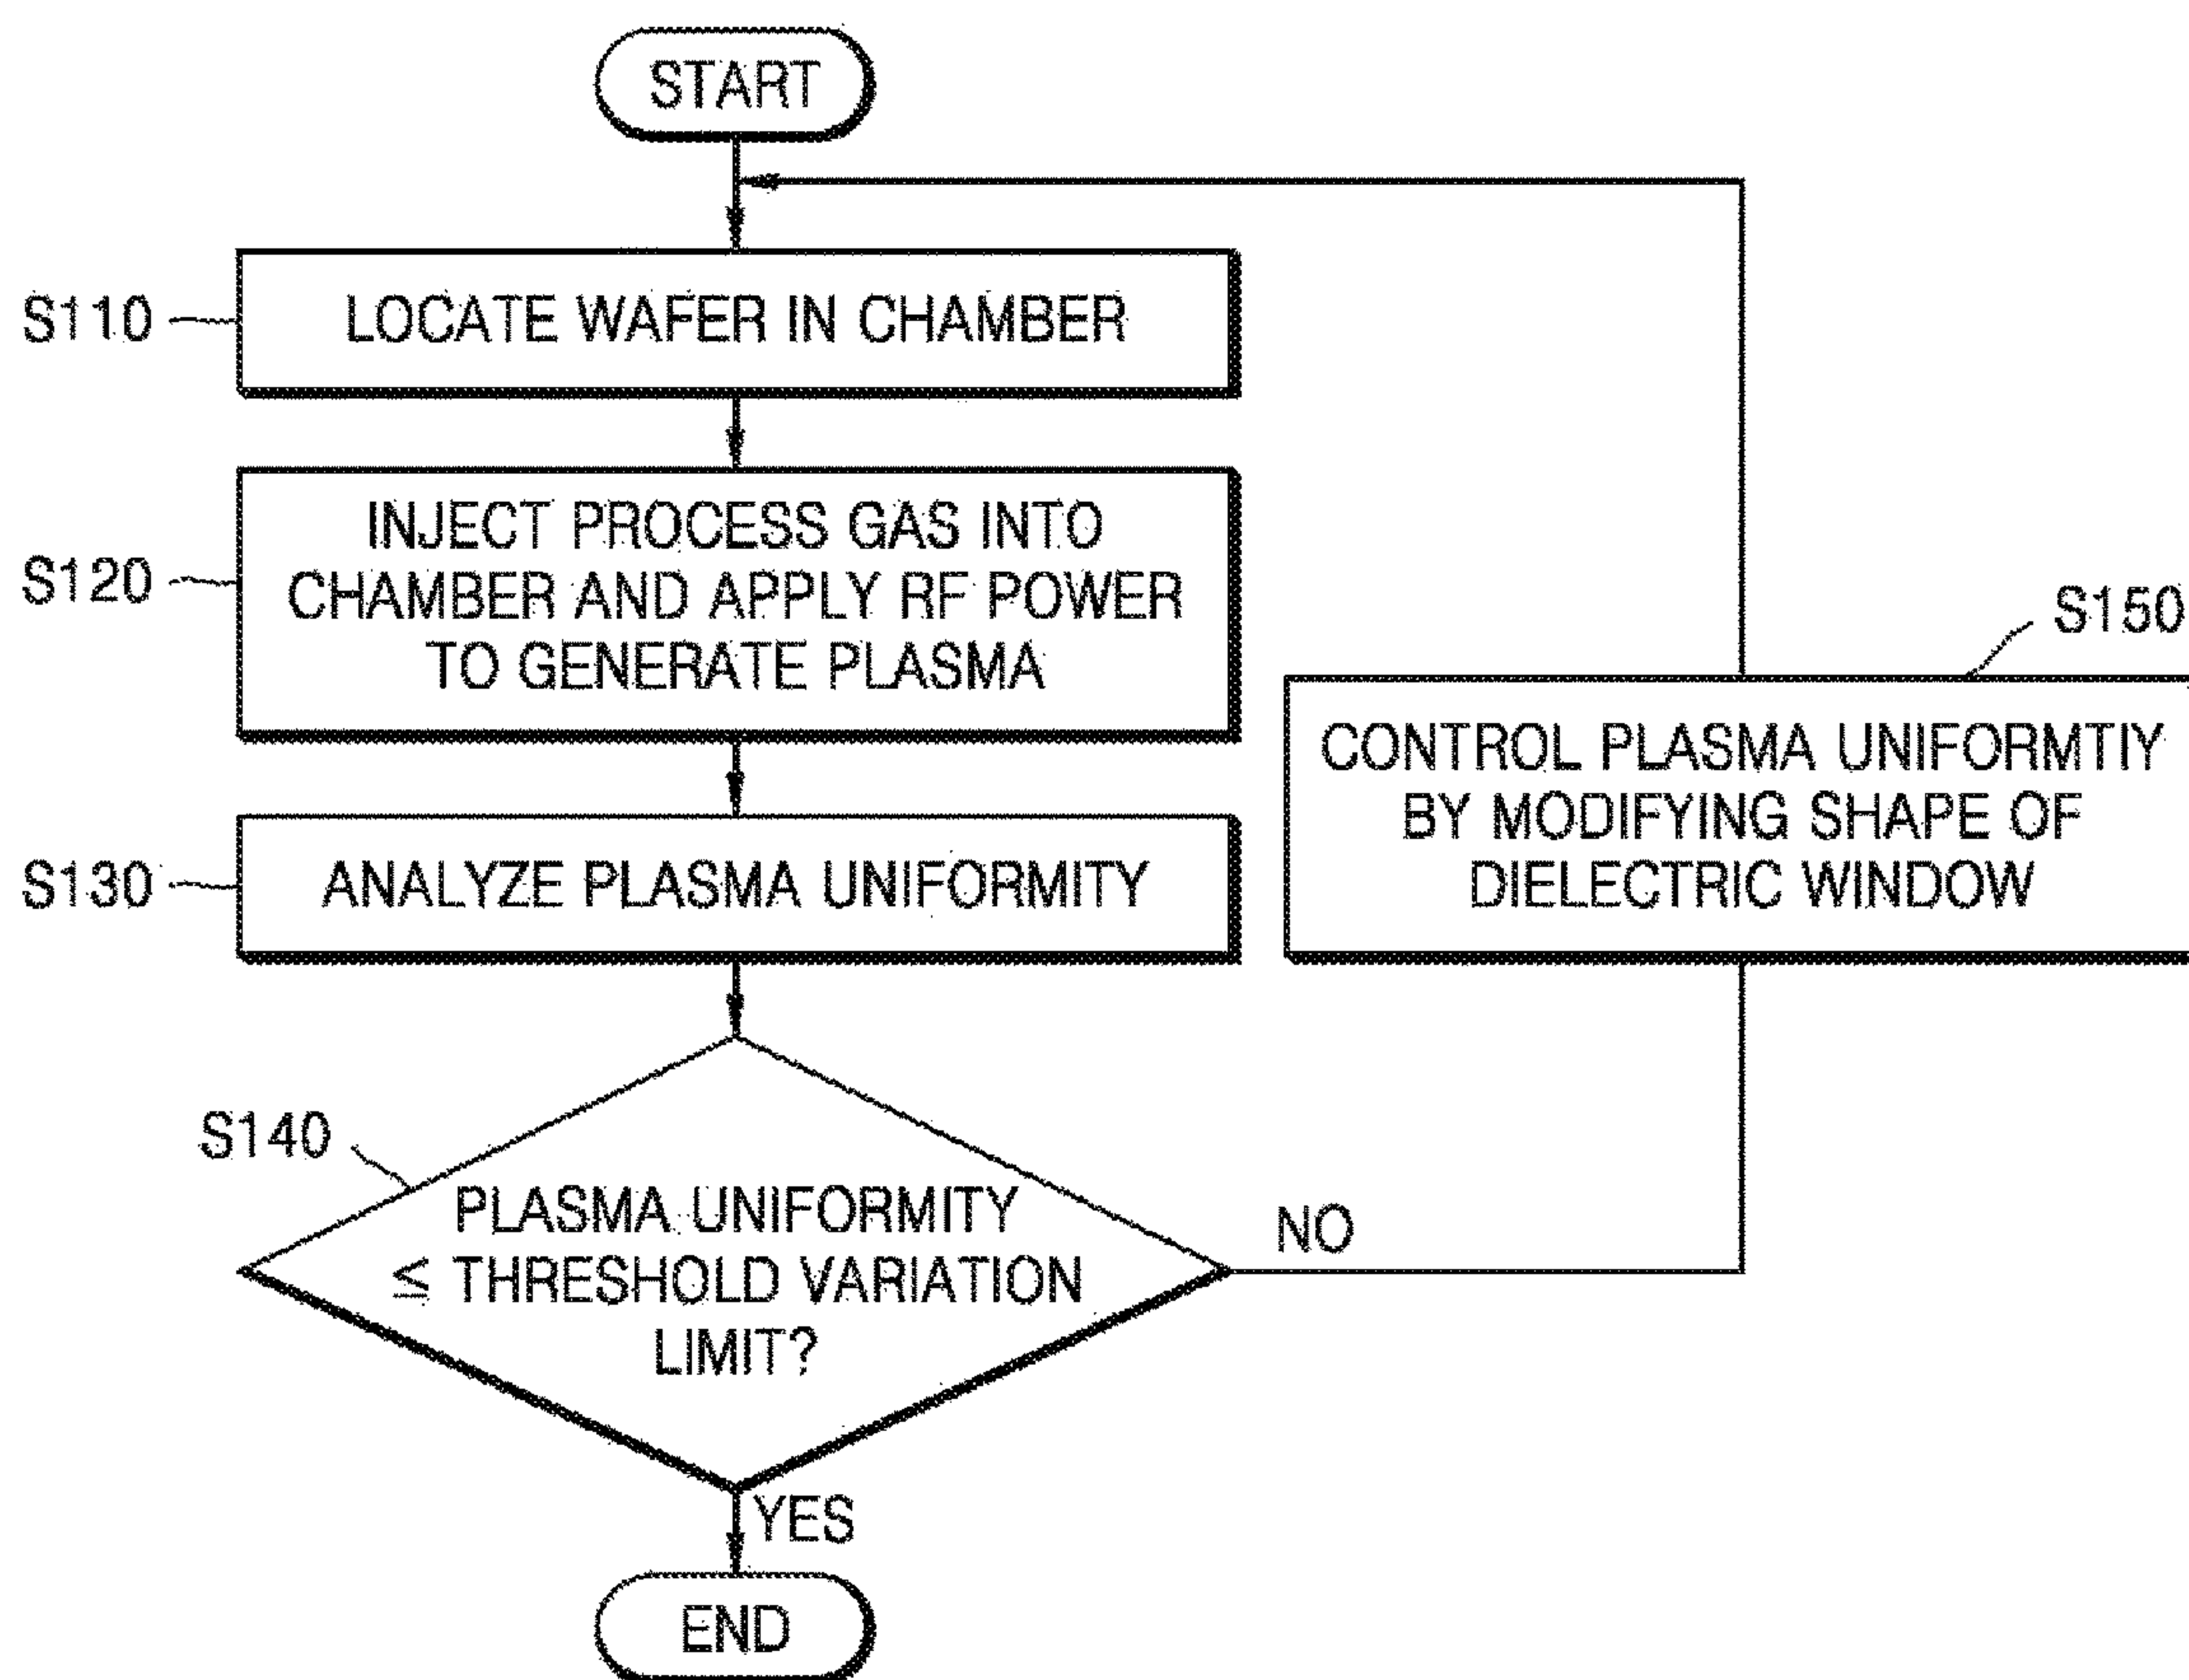 START
S110
LOCATE WAFER IN CHAMBER
S120
INJECT PROCESS GAS INTO
CHAMBER AND APPLY RF POWER
TO GENERATE PLASMA
S130
ANALYZE PLASMA UNIFORMITY
S140
PLASMA UNIFORMITY
≦ THRESHOLD VARIATION
LIMIT?
NO
YES
END
S150
CONTROL PLASMA UNIFORMTIY
BY MODIFYING SHAPE OF
DIELECTRIC WINDOW